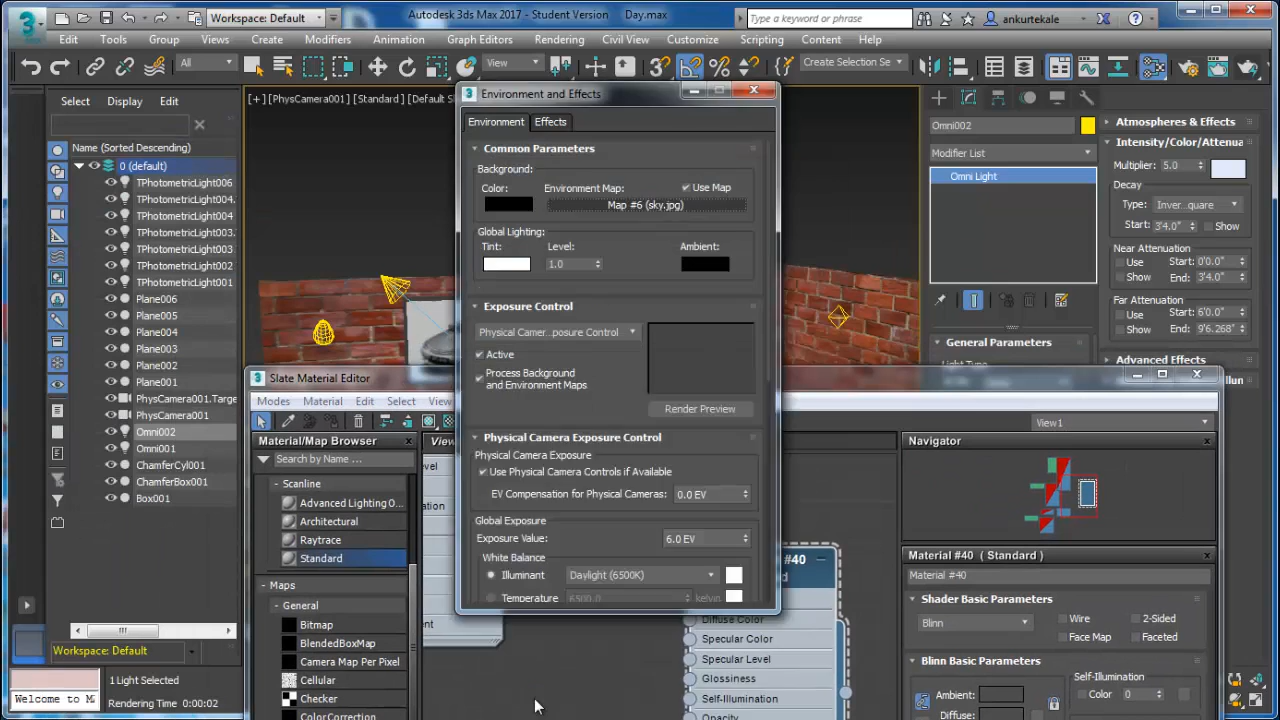 Workspace: Default
Autodesk 3ds Max 2017 - Student Version
Day.max
Type a keyword or phrase
ankurtekale
Edit
Tools
Group
Views
Create
Modifiers
Animation
Graph Editors
Rendering
Civil View
Customize
Scripting
Content
Help
All
View
Create Selection Se
Select
Display
Edit
Name (Sorted Descending)
0 (default)
TPhotometricLight006
TPhotometricLight004.
TPhotometricLight004
TPhotometricLight003.
TPhotometricLight003
TPhotometricLight002
TPhotometricLight001
Plane006
Plane005
Plane004
Plane003
Plane002
Plane001
PhysCamera001.Targe
PhysCamera001
Omni002
Omni001
ChamferCyl001
ChamferBox001
Box001
Workspace: Default
1 Light Selected
Welcome to M
Rendering Time 0:00:02
[+] [PhysCamera001] [Standard] [Default S
Environment and Effects
Environment
Effects
Common Parameters
Background:
Color:
Environment Map:
Use Map
Map #6 (sky.jpg)
Global Lighting:
Tint:
Level:
Ambient:
1.0
Exposure Control
Physical Camer...posure Control
Active
Process Background
and Environment Maps
Render Preview
Physical Camera Exposure Control
Physical Camera Exposure
Use Physical Camera Controls if Available
EV Compensation for Physical Cameras:
0.0 EV
Global Exposure
Exposure Value:
6.0 EV
White Balance
Illuminant
Daylight (6500K)
Temperature
6500.0
kelvin
Omni002
Modifier List
Omni Light
General Parameters
Atmospheres & Effects
Intensity/Color/Attenua
Multiplier:
5.0
Decay
Type:
Inver...quare
Start:
3'4.0"
Show
Near Attenuation
Use
Start:
0'0.0"
Show
End:
3'4.0"
Far Attenuation
Use
Start:
6'0.0"
Show
End:
9'6.268"
Advanced Effects
Slate Material Editor
Modes
Material
Edit
Select
Material/Map Browser
Search by Name ...
Scanline
Advanced Lighting O...
Architectural
Raytrace
Standard
Maps
General
Bitmap
BlendedBoxMap
Camera Map Per Pixel
Cellular
Checker
ColorCorrection
#40
Diffuse Color
Specular Color
Specular Level
Glossiness
Self-Illumination
Opacity
View1
Navigator
Material #40 ( Standard )
Material #40
Shader Basic Parameters
Blinn
Wire
2-Sided
Face Map
Faceted
Blinn Basic Parameters
Self-Illumination
Ambient:
Color
0
Diffuse: